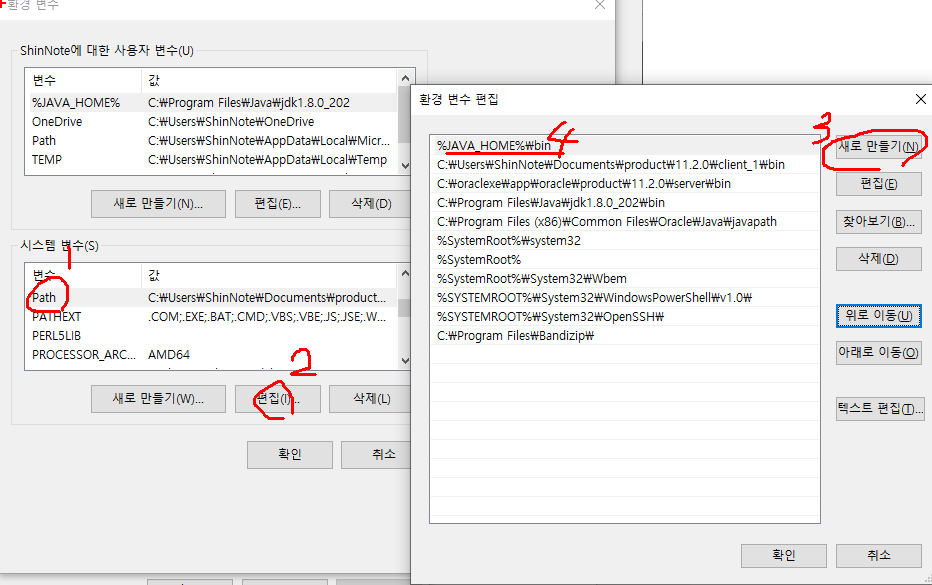 환경 변수
ShinNote에 대한 사용자 변수(U)
변수 값
%JAVA_HOME% C:₩Program Files₩Java₩jdk1.8.0_202
OneDrive C:₩Users₩ShinNote₩OneDrive
Path C:₩Users₩ShinNote₩AppData₩Local₩Micr...
TEMP C:₩Users₩ShinNote₩AppData₩Local₩Temp
새로 만들기(N)... 편집(E)... 삭제(D)
시스템 변수(S)
1
변수 값
Path C:₩Users₩ShinNote₩Documents₩product...
PATHEXT .COM;.EXE;.BAT;.CMD;.VBS;.VBE;.JS;.JSE;.W...
PERL5LIB
PROCESSOR_ARC... AMD64
2
새로 만들기(W)... 편집(I)... 삭제(L)
확인 취소
환경 변수 편집
%JAVA_HOME%₩bin 4
C:₩Users₩ShinNote₩Documents₩product₩11.2.0₩client_1₩bin
C:₩oraclexe₩app₩oracle₩product₩11.2.0₩server₩bin
C:₩Program Files₩Java₩jdk1.8.0_202₩bin
C:₩Program Files (x86)₩Common Files₩Oracle₩Java₩javapath
%SystemRoot%₩system32
%SystemRoot%
%SystemRoot%₩System32₩Wbem
%SYSTEMROOT%₩System32₩WindowsPowerShell₩v1.0₩
%SYSTEMROOT%₩System32₩OpenSSH₩
C:₩Program Files₩Bandizip₩
3
새로 만들기(N)
편집(E)
찾아보기(B)...
삭제(D)
위로 이동(U)
아래로 이동(O)
텍스트 편집(T)...
확인 취소